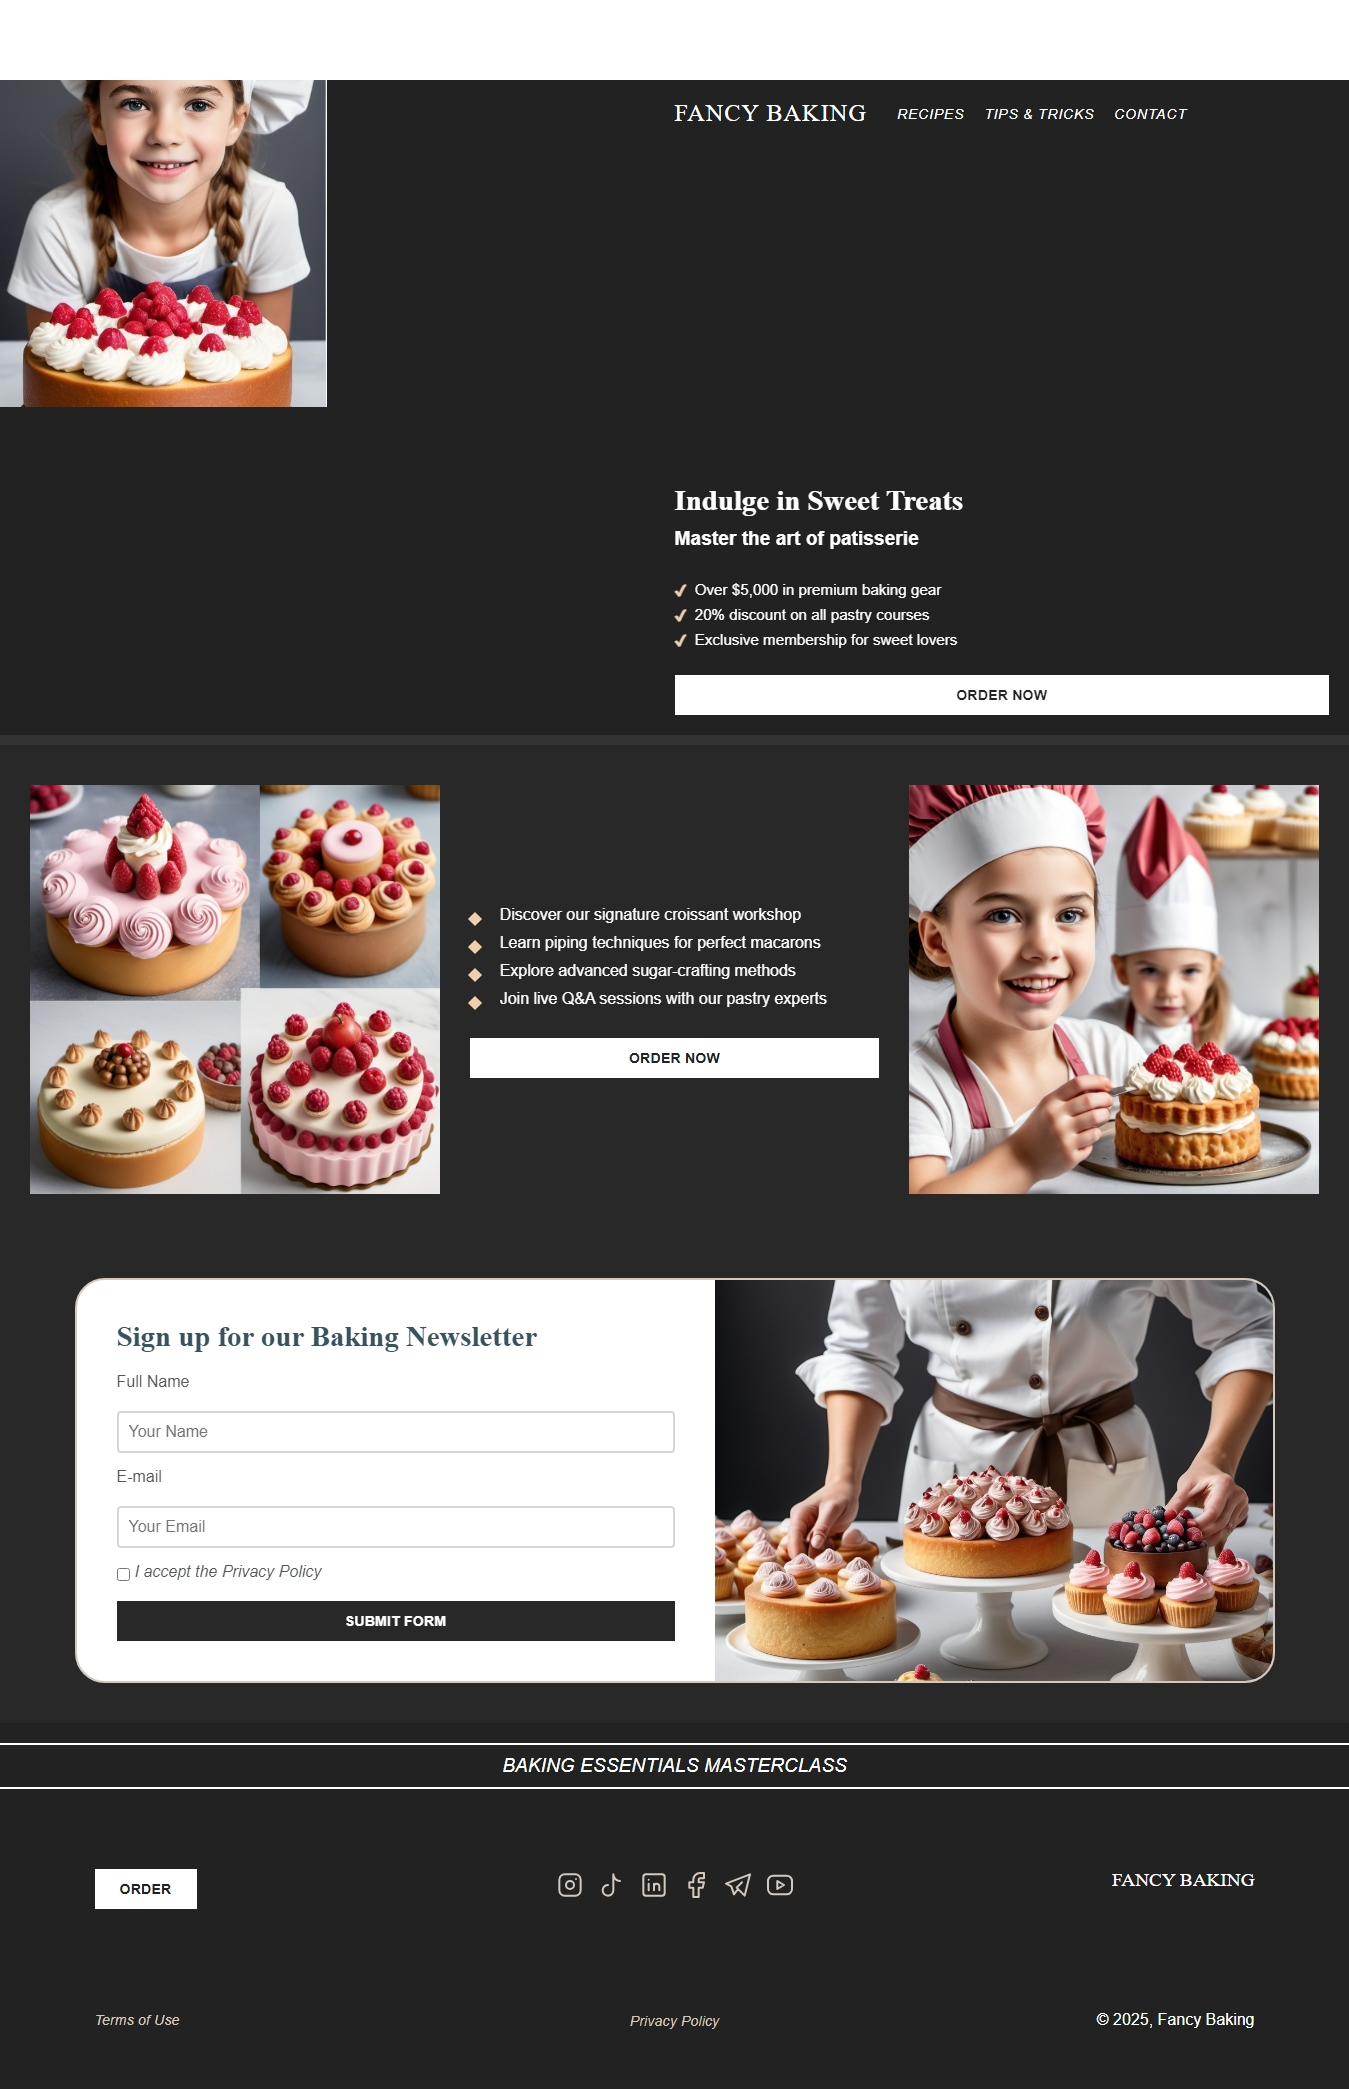 FANCY BAKING RECIPES TIPS & TRICKS CONTACT
Indulge in Sweet Treats
Master the art of patisserie
Over $5,000 in premium baking gear
20% discount on all pastry courses
Exclusive membership for sweet lovers
ORDER NOW
Discover our signature croissant workshop
Learn piping techniques for perfect macarons
Explore advanced sugar-crafting methods
Join live Q&A sessions with our pastry experts
ORDER NOW
Sign up for our Baking Newsletter
Full Name
Your Name
E-mail
Your Email
I accept the Privacy Policy
SUBMIT FORM
BAKING ESSENTIALS MASTERCLASS
ORDER
FANCY BAKING
Terms of Use
Privacy Policy
© 2025, Fancy Baking